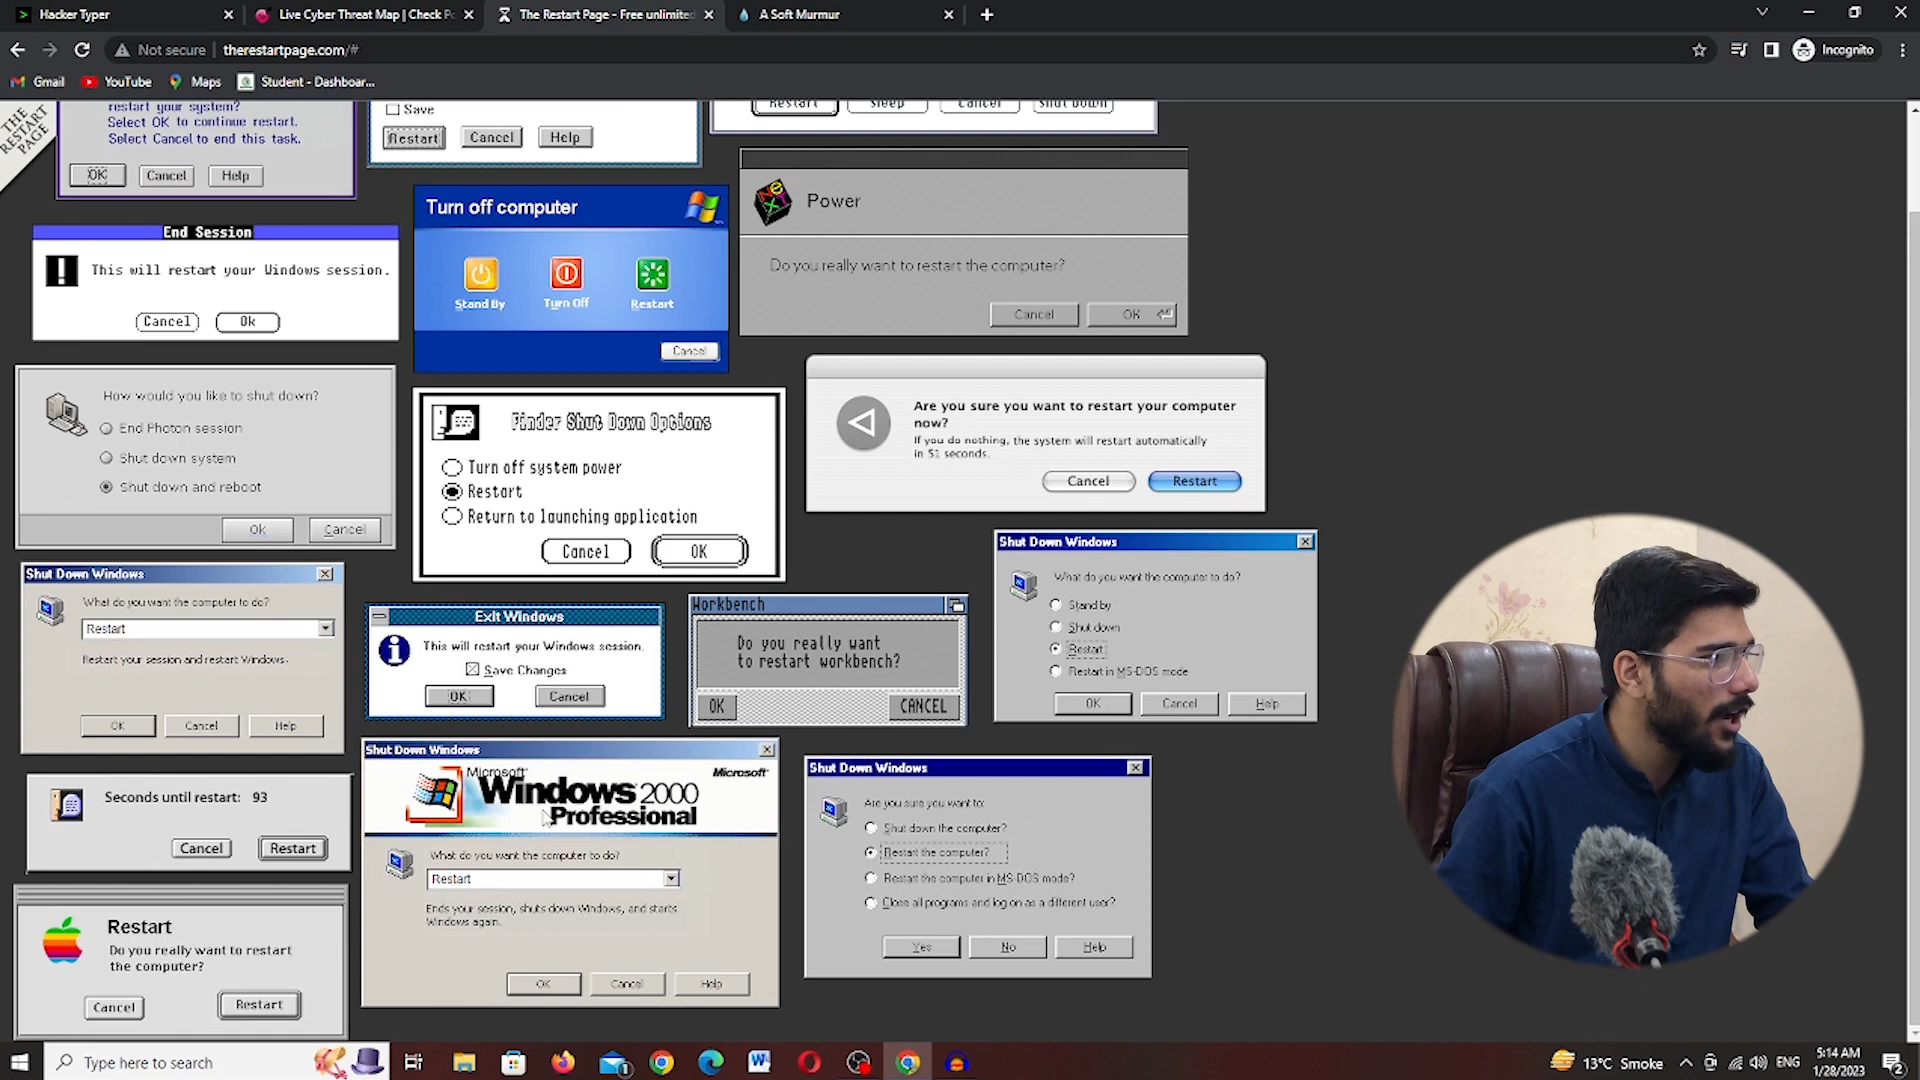 Hacker Typer
Live Cyber Threat Map | Check Po
The Restart Page - Free unlimited
A Soft Murmur
Not secure
therestartpage.com/#
Incognito
Gmail
YouTube
Maps
Student - Dashboar...
THE
RESTART
PAGE
restart your system?
Select OK to continue restart.
Select Cancel to end this task.
OK
Cancel
Help
Save
Restart
Cancel
Help
Restart
Sleep
Cancel
Shut Down
End Session
This will restart your Windows session.
Cancel
Ok
Turn off computer
Stand By
Turn Off
Restart
Cancel
Power
Do you really want to restart the computer?
Cancel
OK
How would you like to shut down?
End Photon session
Shut down system
Shut down and reboot
Ok
Cancel
Finder Shut Down Options
Turn off system power
Restart
Return to launching application
Cancel
OK
Are you sure you want to restart your computer
now?
If you do nothing, the system will restart automatically
in 51 seconds.
Cancel
Restart
Shut Down Windows
What do you want the computer to do?
Restart
Restart your session and restart Windows.
OK
Cancel
Help
Exit Windows
This will restart your Windows session.
Save Changes
OK
Cancel
Workbench
Do you really want
to restart workbench?
OK
CANCEL
Shut Down Windows
What do you want the computer to do?
Stand by
Shut down
Restart
Restart in MS-DOS mode
OK
Cancel
Help
Seconds until restart: 93
Cancel
Restart
Shut Down Windows
Microsoft
Microsoft
Windows 2000
Professional
What do you want the computer to do?
Restart
Ends your session, shuts down Windows, and starts
Windows again.
OK
Cancel
Help
Shut Down Windows
Are you sure you want to:
Shut down the computer?
Restart the computer?
Restart the computer in MS-DOS mode?
Close all programs and log on as a different user?
Yes
No
Help
Restart
Do you really want to restart
the computer?
Cancel
Restart
Type here to search
1
13°C Smoke
ENG
5:14 AM
1/28/2023
2